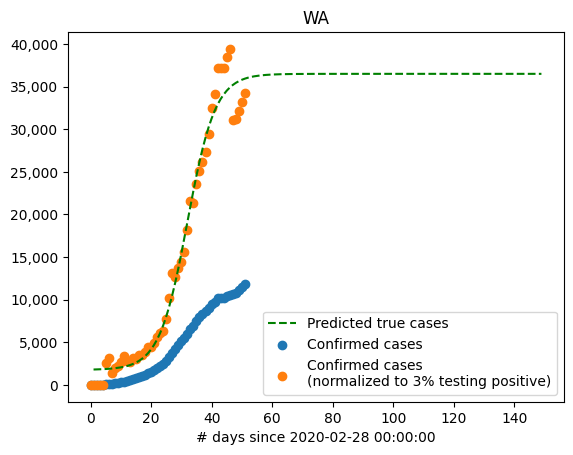 WA
40,000
35,000
30,000
25,000
20,000
15,000
10,000
5,000
0
Predicted true cases
Confirmed cases
Confirmed cases
(normalized to 3% testing positive)
0 20 40 60 80 100 120 140
# days since 2020-02-28 00:00:00